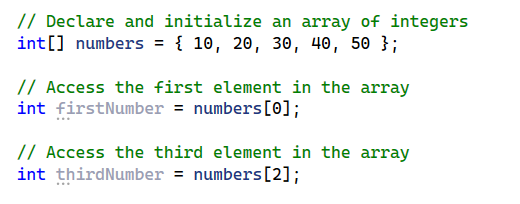 // Declare and initialize an array of integers
int[] numbers = { 10, 20, 30, 40, 50 };
// Access the first element in the array
int firstNumber = numbers[0];
// Access the third element in the array
int thirdNumber = numbers[2];